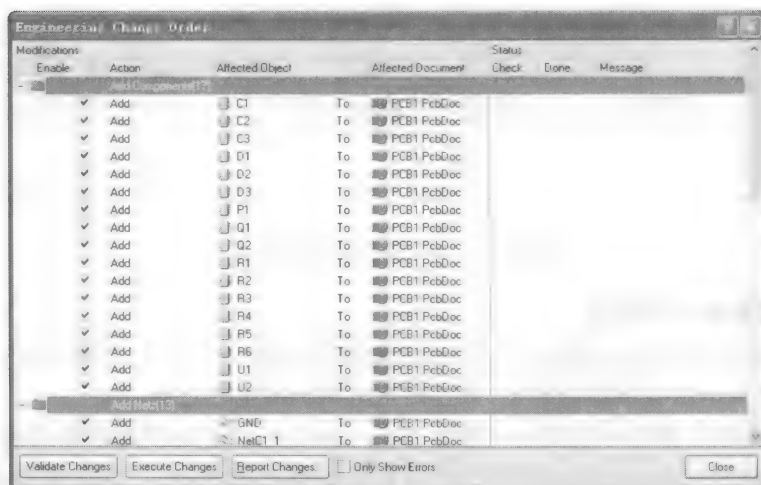 Engineering Change Order
Modifications Status
Enable Action Affected Object Affected Document Check Done Message
Add Components(17)
Add C1 To PCB1 PcbDoc
Add C2 To PCB1 PcbDoc
Add C3 To PCB1 PcbDoc
Add D1 To PCB1 PcbDoc
Add D2 To PCB1 PcbDoc
Add D3 To PCB1 PcbDoc
Add P1 To PCB1 PcbDoc
Add Q1 To PCB1 PcbDoc
Add Q2 To PCB1 PcbDoc
Add R1 To PCB1 PcbDoc
Add R2 To PCB1 PcbDoc
Add R3 To PCB1 PcbDoc
Add R4 To PCB1 PcbDoc
Add R5 To PCB1 PcbDoc
Add R6 To PCB1 PcbDoc
Add U1 To PCB1 PcbDoc
Add U2 To PCB1 PcbDoc
Add Nets(13)
Add GND To PCB1 PcbDoc
Add NetC1_1 To PCB1 PcbDoc
Validate Changes Execute Changes Report Changes Only Show Errors Close